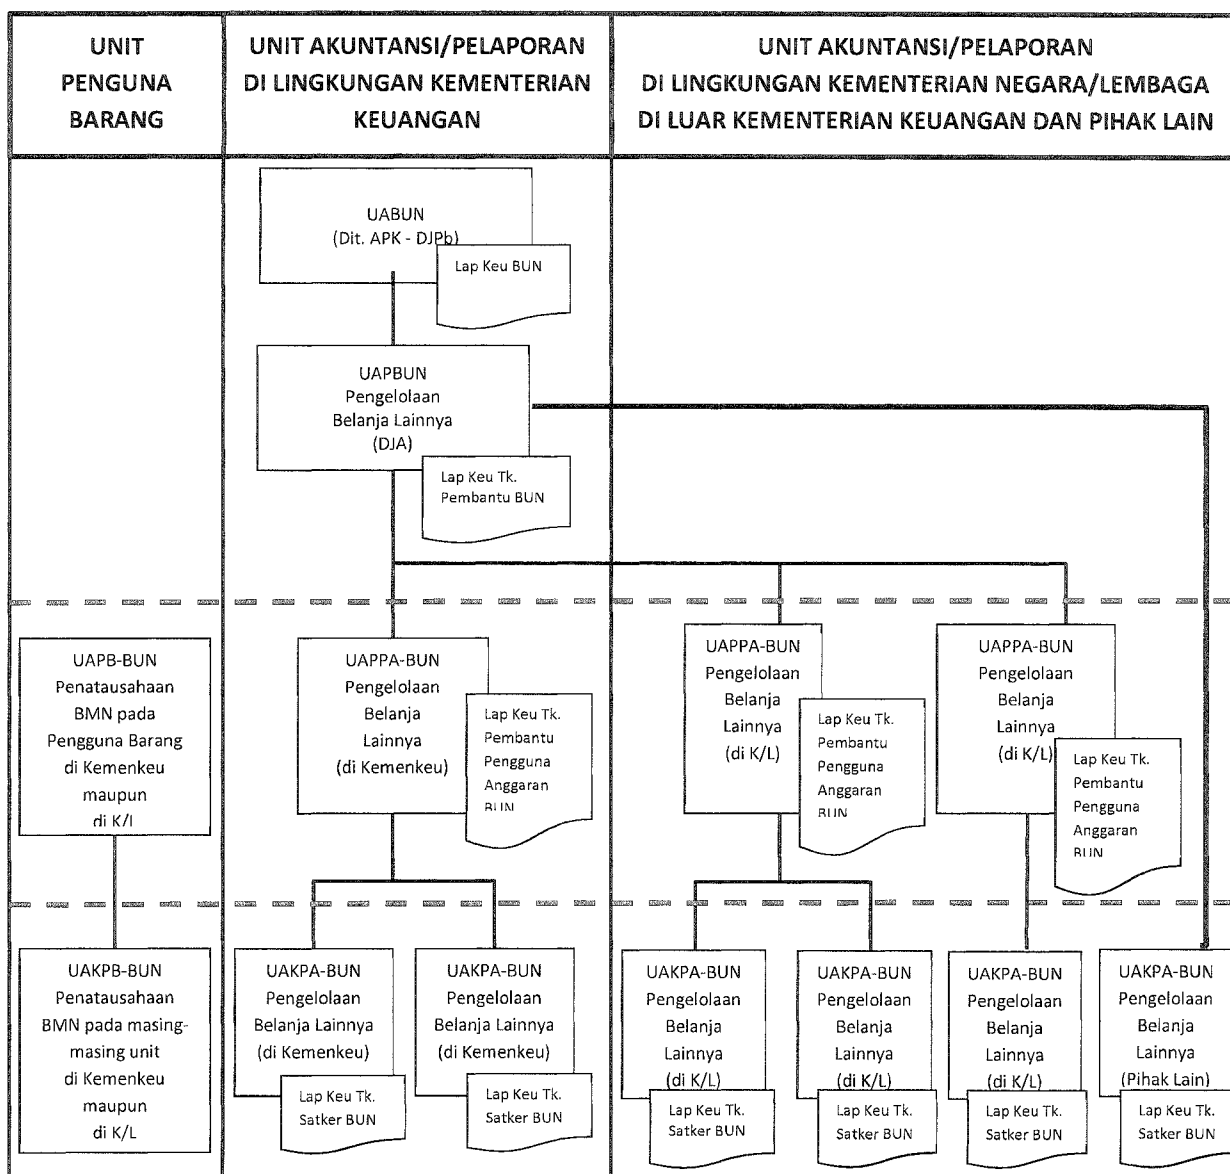 UNIT
PENGUNA
BARANG
UNIT AKUNTANSI/PELAPORAN
DI LINGKUNGAN KEMENTERIAN
KEUANGAN
UNIT AKUNTANSI/PELAPORAN
DI LINGKUNGAN KEMENTERIAN NEGARA/LEMBAGA
DI LUAR KEMENTERIAN KEUANGAN DAN PIHAK LAIN
UABUN
(Dit. APK - DJPb)
Lap Keu BUN
UAPBUN
Pengelolaan
Belanja Lainnya
(DJA)
Lap Keu Tk.
Pembantu BUN
UAPB-BUN
Penatausahaan
BMN pada
Pengguna Barang
di Kemenkeu
maupun
di K/L
UAPPA-BUN
Pengelolaan
Belanja
Lainnya
(di Kemenkeu)
Lap Keu Tk.
Pembantu
Pengguna
Anggaran
BUN
UAPPA-BUN
Pengelolaan
Belanja
Lainnya
(di K/L)
Lap Keu Tk.
Pembantu
Pengguna
Anggaran
BUN
UAPPA-BUN
Pengelolaan
Belanja
Lainnya
(di K/L)
Lap Keu Tk.
Pembantu
Pengguna
Anggaran
BUN
UAKPB-BUN
Penatausahaan
BMN pada masing-
masing unit
di Kemenkeu
maupun
di K/L
UAKPA-BUN
Pengelolaan
Belanja Lainnya
(di Kemenkeu)
Lap Keu Tk.
Satker BUN
UAKPA-BUN
Pengelolaan
Belanja Lainnya
(di Kemenkeu)
Lap Keu Tk.
Satker BUN
UAKPA-BUN
Pengelolaan
Belanja
Lainnya
(di K/L)
Lap Keu Tk.
Satker BUN
UAKPA-BUN
Pengelolaan
Belanja
Lainnya
(di K/L)
Lap Keu Tk.
Satker BUN
UAKPA-BUN
Pengelolaan
Belanja
Lainnya
(di K/L)
Lap Keu Tk.
Satker BUN
UAKPA-BUN
Pengelolaan
Belanja
Lainnya
(Pihak Lain)
Lap Keu Tk.
Satker BUN